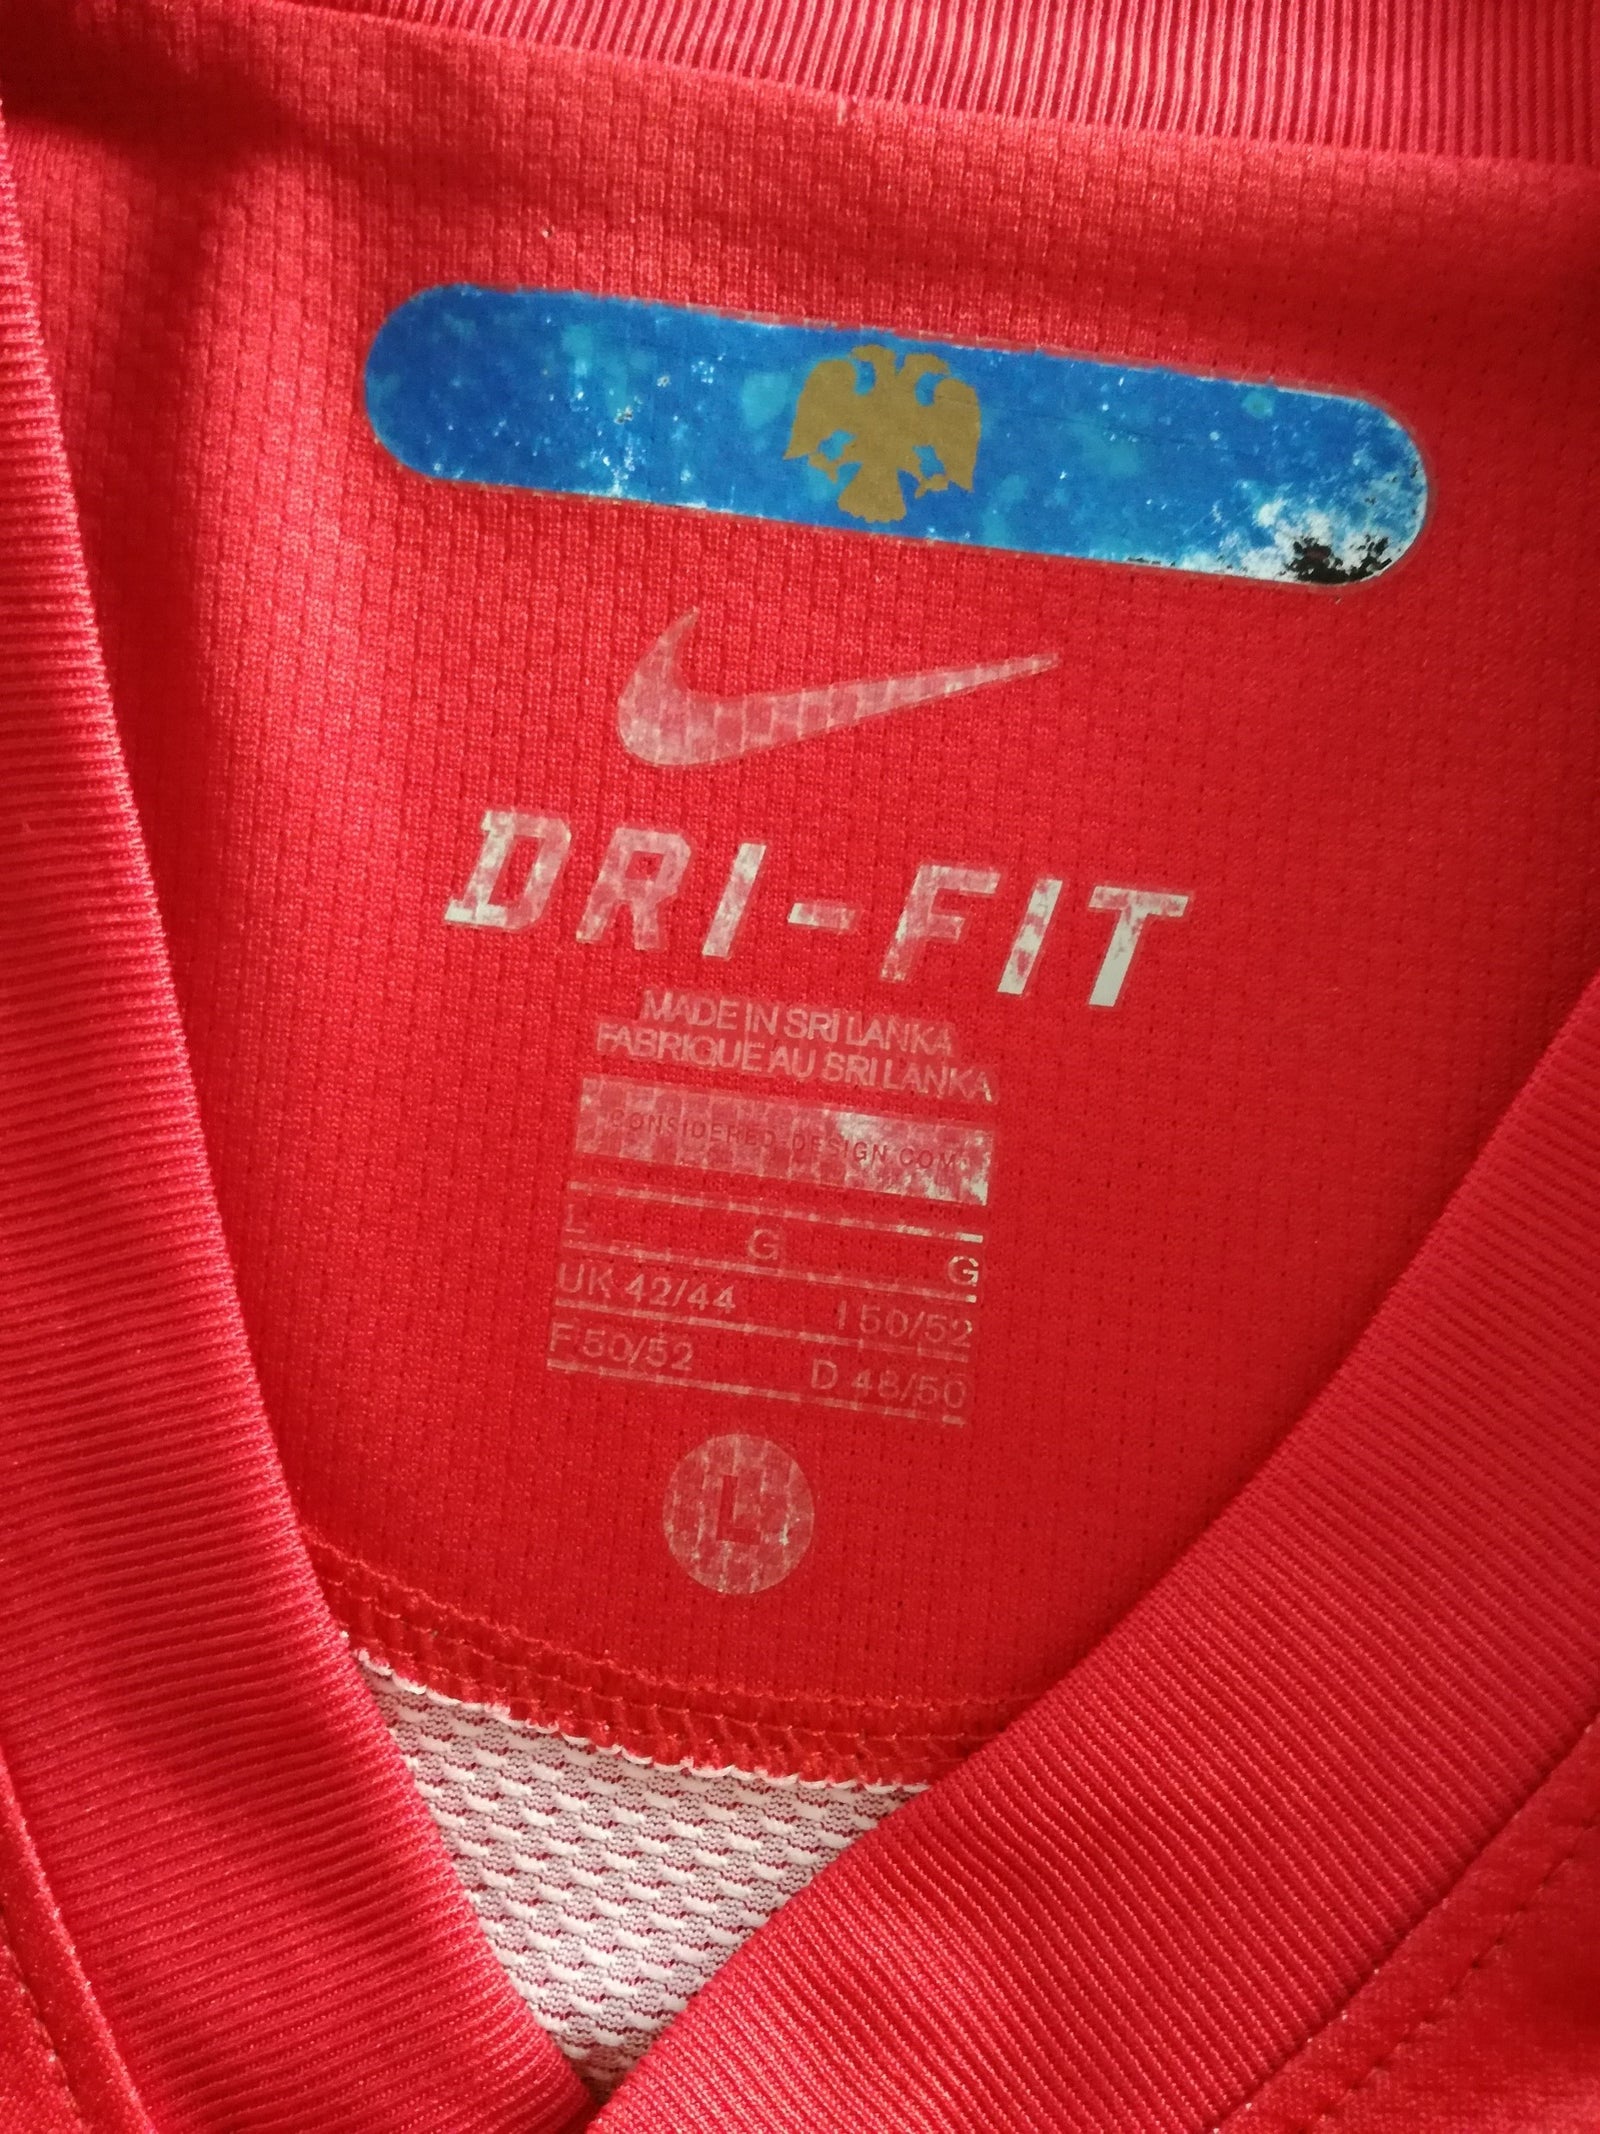 DRI-FIT
MADE IN SRI LANKA
FABRIQUE AU SRI LANKA
CONSIDERED-DESIGN.COM
L G G
UK 42/44 I 50/52
F 50/52 D 48/50
L